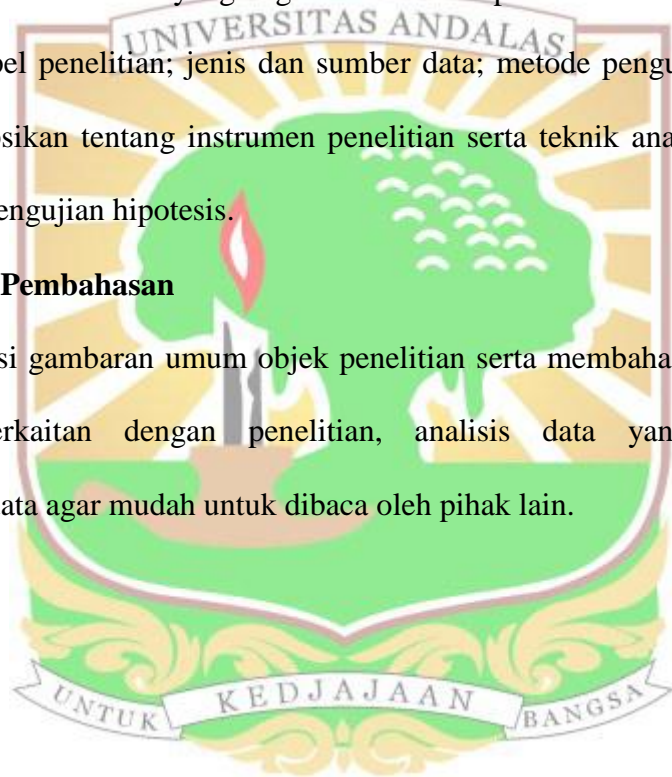 UNIVERSITAS ANDALAS
bel penelitian; jenis dan sumber data; metode pengu
sikan tentang instrumen penelitian serta teknik ana
engujian hipotesis.
Pembahasan
si gambaran umum objek penelitian serta membaha
erkaitan dengan penelitian, analisis data yan
ata agar mudah untuk dibaca oleh pihak lain.
UNTUK KEDJAJAAN BANGSA